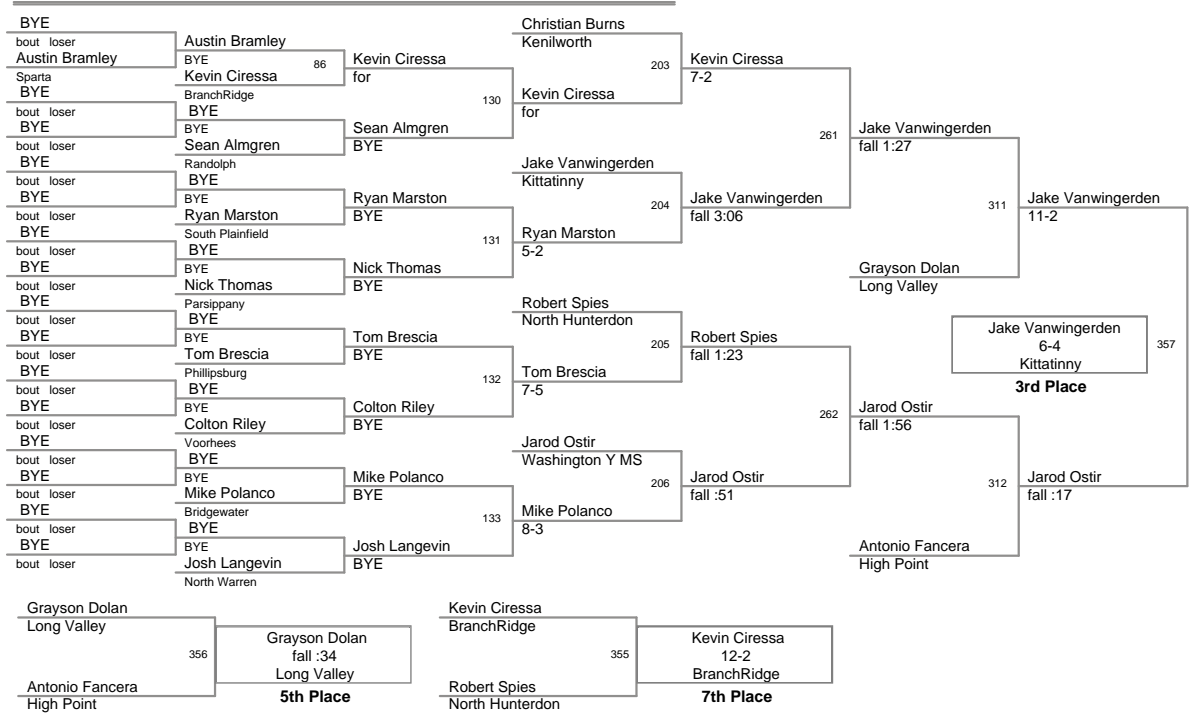 BYE
bout loser
Austin Bramley
Sparta
BYE
bout loser
BYE
bout loser
BYE
bout loser
BYE
bout loser
BYE
bout loser
BYE
bout loser
BYE
bout loser
BYE
bout loser
BYE
bout loser
BYE
bout loser
BYE
bout loser
BYE
bout loser
BYE
bout loser
BYE
bout loser
Austin Bramley
BYE
86
Kevin Ciressa
BranchRidge
BYE
BYE
Sean Almgren
Randolph
BYE
BYE
Ryan Marston
South Plainfield
BYE
BYE
Nick Thomas
Parsippany
BYE
BYE
Tom Brescia
Phillipsburg
BYE
BYE
Colton Riley
Voorhees
BYE
BYE
Mike Polanco
Bridgewater
BYE
BYE
Josh Langevin
North Warren
Kevin Ciressa
for
130
Sean Almgren
BYE
Ryan Marston
BYE
131
Nick Thomas
BYE
Tom Brescia
BYE
132
Colton Riley
BYE
Mike Polanco
BYE
133
Josh Langevin
BYE
Christian Burns
Kenilworth
203
Kevin Ciressa
for
Jake Vanwingerden
Kittatinny
204
Ryan Marston
5-2
Robert Spies
North Hunterdon
205
Tom Brescia
7-5
Jarod Ostir
Washington Y MS
206
Mike Polanco
8-3
Kevin Ciressa
7-2
261
Jake Vanwingerden
fall 3:06
Robert Spies
fall 1:23
262
Jarod Ostir
fall :51
Jake Vanwingerden
fall 1:27
311
Grayson Dolan
Long Valley
Jarod Ostir
fall 1:56
312
Antonio Fancera
High Point
Jake Vanwingerden
11-2
Jake Vanwingerden
6-4
Kittatinny
357
3rd Place
Jarod Ostir
fall :17
Grayson Dolan
Long Valley
356
Antonio Fancera
High Point
Grayson Dolan
fall :34
Long Valley
5th Place
Kevin Ciressa
BranchRidge
355
Robert Spies
North Hunterdon
Kevin Ciressa
12-2
BranchRidge
7th Place